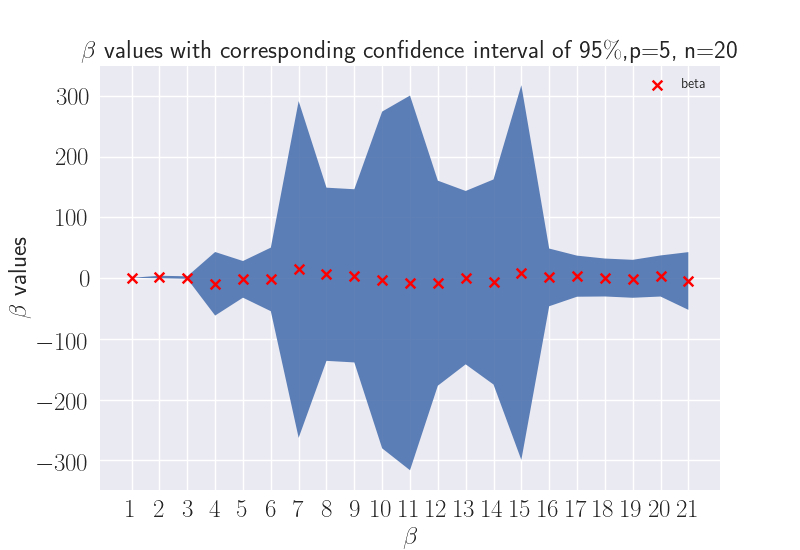 β values with corresponding confidence interval of 95%,p=5, n=20
beta
300
200
100
0
−100
−200
−300
β values
1 2 3 4 5 6 7 8 9 10 11 12 13 14 15 16 17 18 19 20 21
β